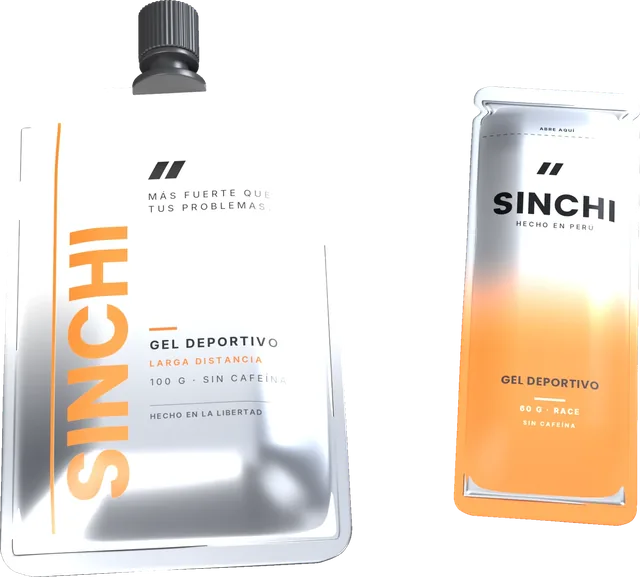 MÁS FUERTE QUE
TUS PROBLEMAS.
SINCHI
GEL DEPORTIVO
LARGA DISTANCIA
100 G · SIN CAFEÍNA
HECHO EN LA LIBERTAD
ABRE AQUÍ
SINCHI
HECHO EN PERÚ
GEL DEPORTIVO
60 G · RACE
SIN CAFEÍNA